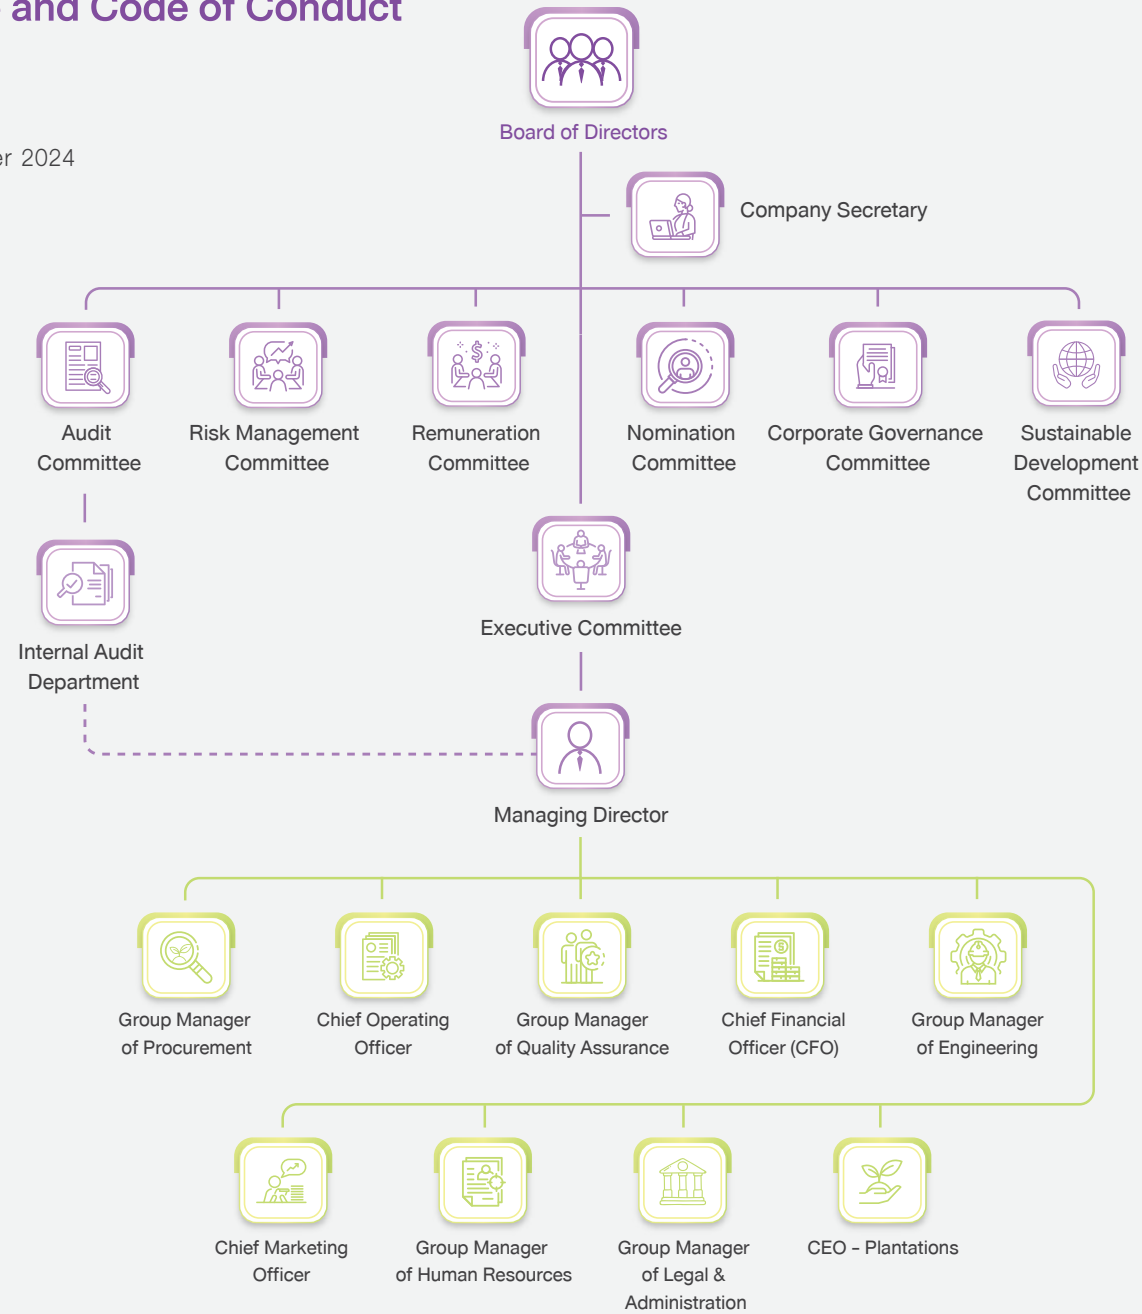 and Code of Conduct
2024
Board of Directors
Company Secretary
Audit
Committee
Risk Management
Committee
Remuneration
Committee
Nomination
Committee
Corporate Governance
Committee
Sustainable
Development
Committee
Internal Audit
Department
Executive Committee
Managing Director
Group Manager
of Procurement
Chief Operating
Officer
Group Manager
of Quality Assurance
Chief Financial
Officer (CFO)
Group Manager
of Engineering
Chief Marketing
Officer
Group Manager
of Human Resources
Group Manager
of Legal &
Administration
CEO - Plantations